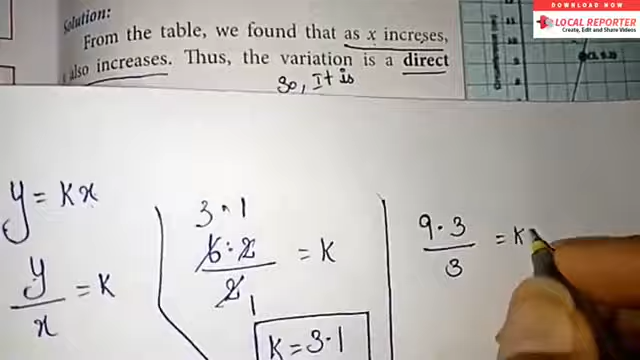 Solution:
From the table, we found that as x increses,
also increases. Thus, the variation is a direct
so, It is
y = kx
y/x = k
3.1
6.2/2 = k
1
k = 3.1
9.3/3 = k
DOWNLOAD NOW
LOCAL REPORTER
Create, Edit and Share Videos